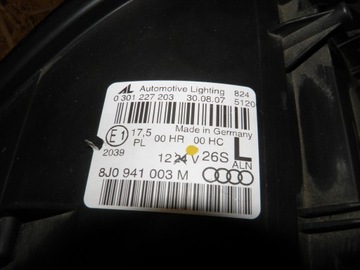 AL Automotive Lighting 824
0 301 227 203 30.08.07 5120
Made in Germany
E1 17,5 00 HR 00 HC L
PL
2039 12 24 V 26S ALN
8J0 941 003 M